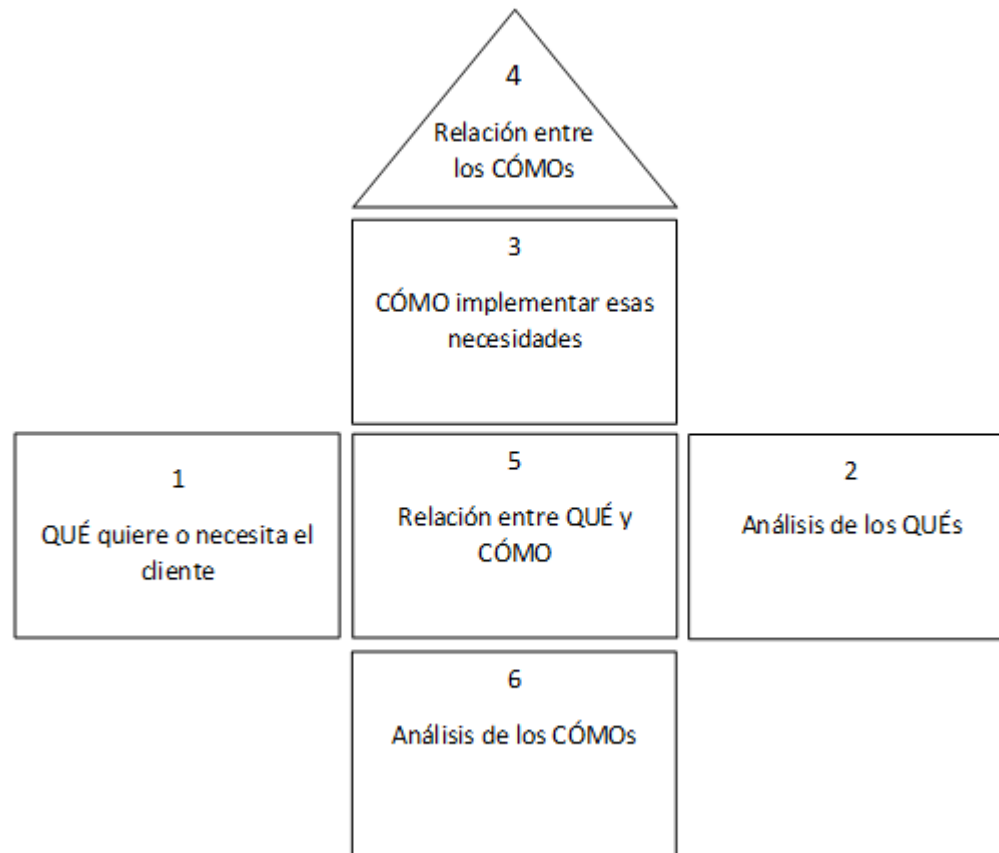 4
Relación entre
los CÓMOs
3
CÓMO implementar esas
necesidades
1
QUÉ quiere o necesita el
cliente
5
Relación entre QUÉ y
CÓMO
2
Análisis de los QUÉs
6
Análisis de los CÓMOs